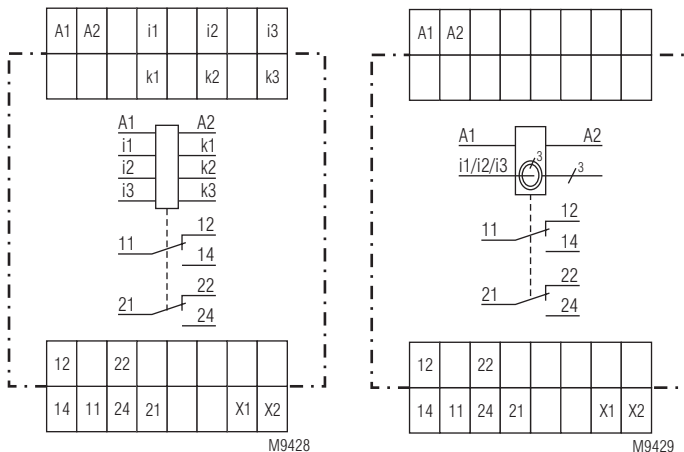 A1 A2 i1 i2 i3
k1 k2 k3
A1 A2
i1 k1
i2 k2
i3 k3
12
11
14
22
21
24
12 22
14 11 24 21 X1 X2
M9428
A1 A2
A1 A2
3
i1/i2/i3 3
12
11
14
22
21
24
12 22
14 11 24 21 X1 X2
M9429